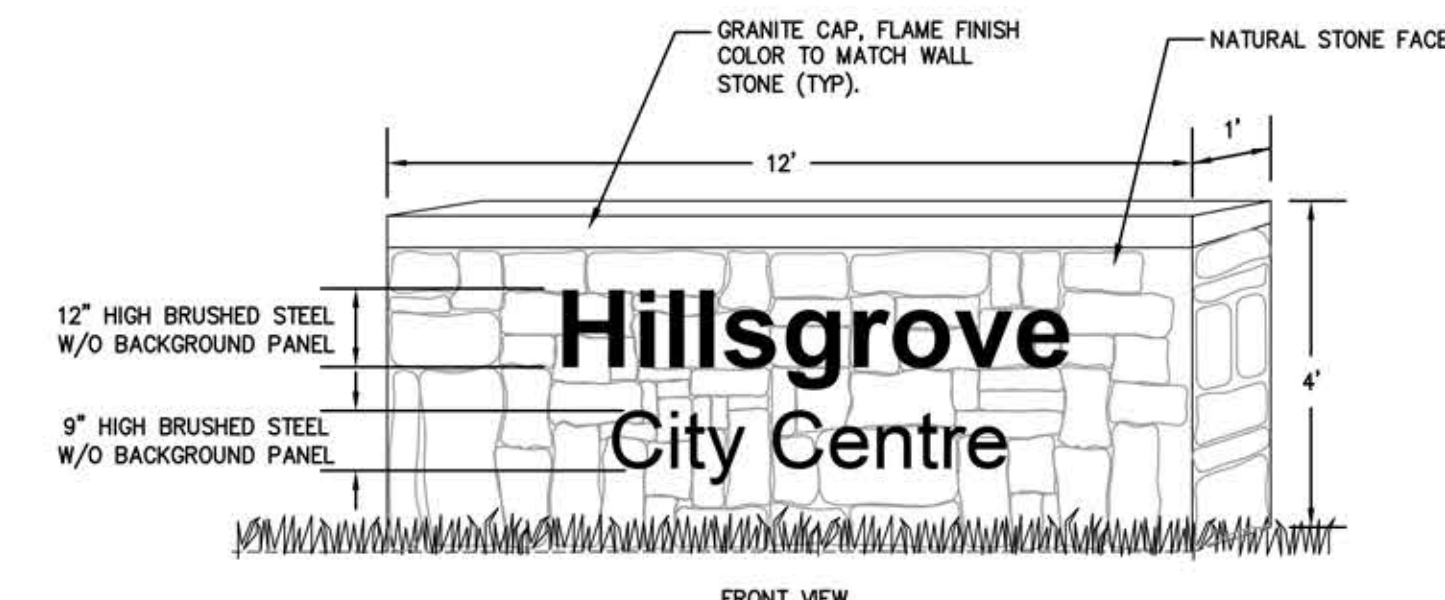 GRANITE CAP, FLAME FINISH
COLOR TO MATCH WALL
STONE (TYP).
NATURAL STONE FACE
12'
1'
12" HIGH BRUSHED STEEL
W/O BACKGROUND PANEL
Hillsgrove
4'
9" HIGH BRUSHED STEEL
W/O BACKGROUND PANEL
City Centre
FRONT VIEW